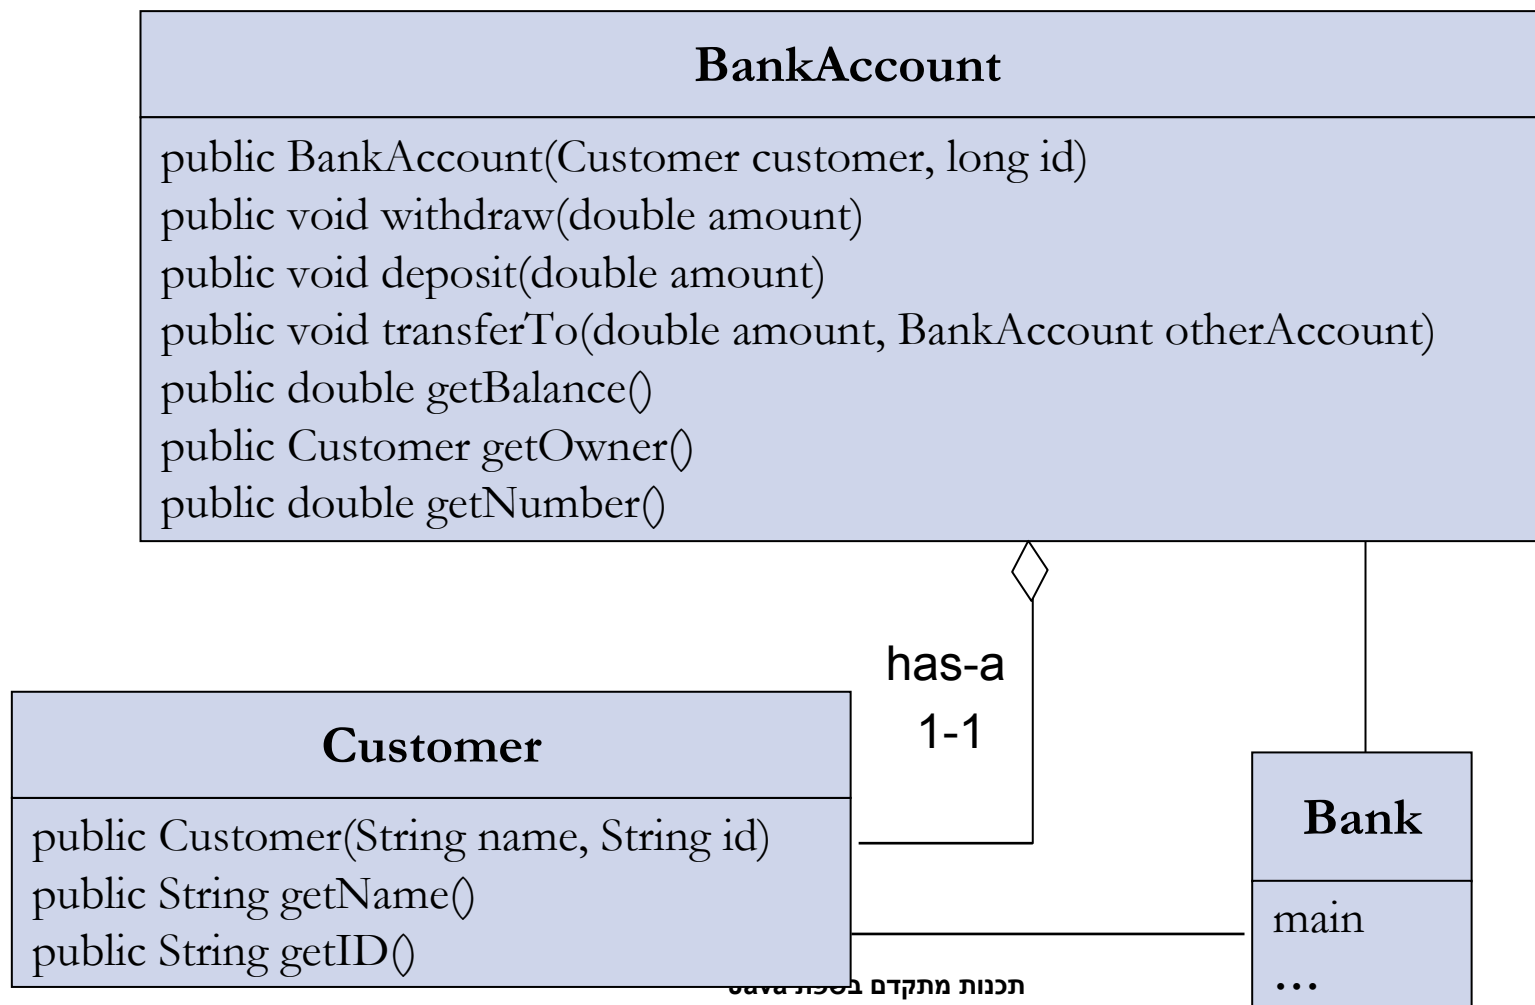 BankAccount
public BankAccount(Customer customer, long id)
public void withdraw(double amount)
public void deposit(double amount)
public void transferTo(double amount, BankAccount otherAccount)
public double getBalance()
public Customer getOwner()
public double getNumber()
has-a
1-1
Customer
public Customer(String name, String id)
public String getName()
public String getID()
Bank
main
...
תכנות מתקדם בשפת Java